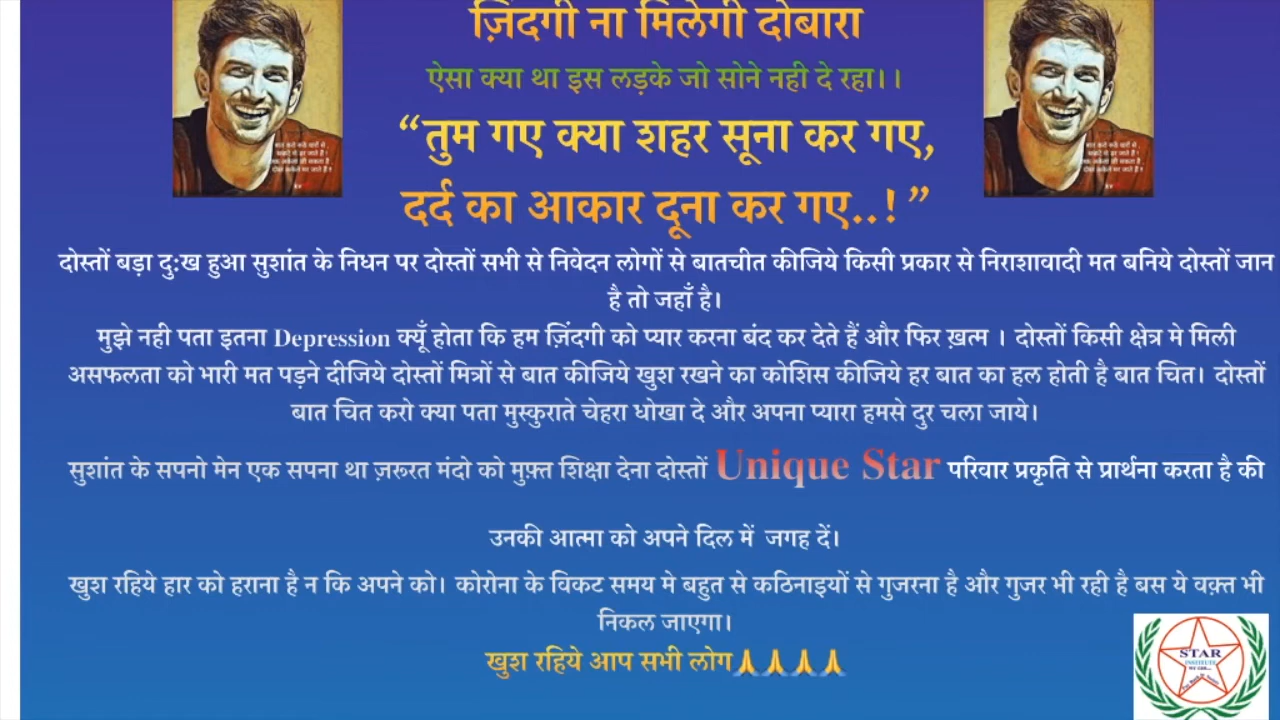 ज़िंदगी ना मिलेगी दोबारा
ऐसा क्या था इस लड़के जो सोने नही दे रहा।।
“तुम गए क्या शहर सूना कर गए,
दर्द का आकार दूना कर गए..!”
दोस्तों बड़ा दु:ख हुआ सुशांत के निधन पर दोस्तों सभी से निवेदन लोगों से बातचीत कीजिये किसी प्रकार से निराशावादी मत बनिये दोस्तों जान
है तो जहाँ है।
मुझे नही पता इतना Depression क्यूँ होता कि हम ज़िंदगी को प्यार करना बंद कर देते हैं और फिर ख़त्म । दोस्तों किसी क्षेत्र मे मिली
असफलता को भारी मत पड़ने दीजिये दोस्तों मित्रों से बात कीजिये खुश रखने का कोशिस कीजिये हर बात का हल होती है बात चित। दोस्तों
बात चित करो क्या पता मुस्कुराते चेहरा धोखा दे और अपना प्यारा हमसे दुर चला जाये।
सुशांत के सपनो मेन एक सपना था ज़रूरत मंदो को मुफ़्त शिक्षा देना दोस्तों Unique Star परिवार प्रकृति से प्रार्थना करता है की
उनकी आत्मा को अपने दिल में जगह दें।
खुश रहिये हार को हराना है न कि अपने को। कोरोना के विकट समय मे बहुत से कठिनाइयों से गुजरना है और गुजर भी रही है बस ये वक़्त भी
निकल जाएगा।
खुश रहिये आप सभी लोग🙏🙏🙏🙏
STAR
INSTITUTE